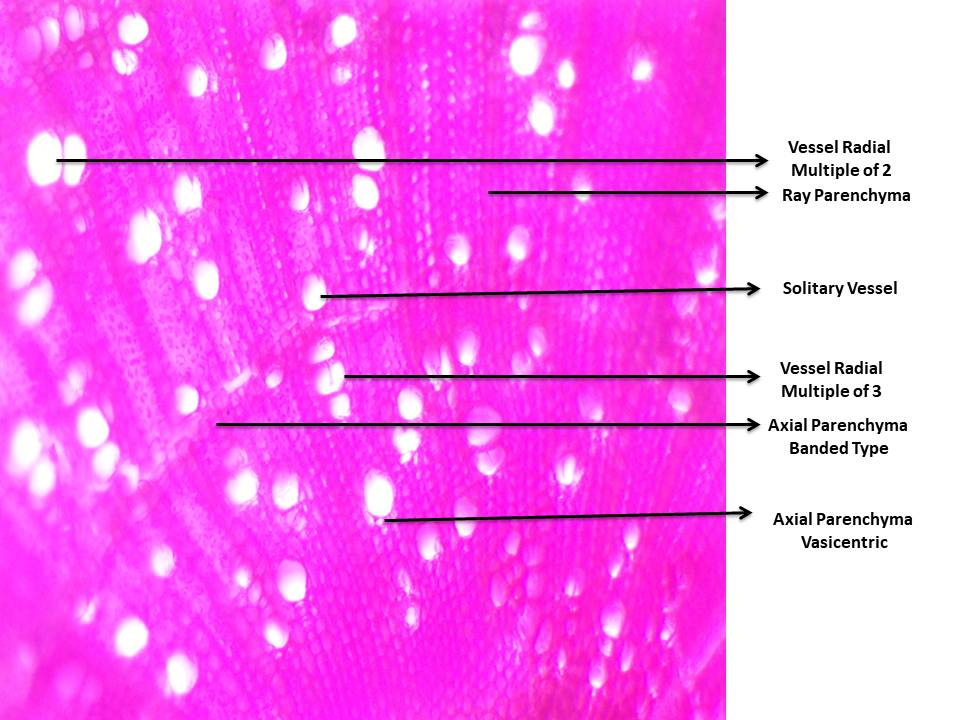 Vessel Radial
Multiple of 2
Ray Parenchyma
Solitary Vessel
Vessel Radial
Multiple of 3
Axial Parenchyma
Banded Type
Axial Parenchyma
Vasicentric